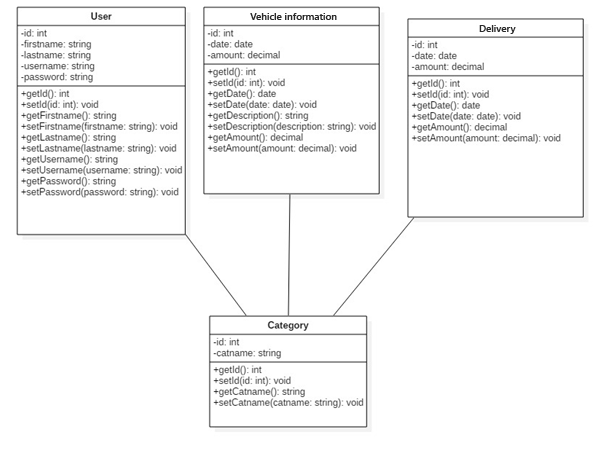 User
-id: int
-firstname: string
-lastname: string
-username: string
-password: string
+getId(): int
+setId(id: int): void
+getFirstname(): string
+setFirstname(firstname: string): void
+getLastname(): string
+setLastname(lastname: string): void
+getUsername(): string
+setUsername(username: string): void
+getPassword(): string
+setPassword(password: string): void
Vehicle information
-id: int
-date: date
-amount: decimal
+getId(): int
+setId(id: int): void
+getDate(): date
+setDate(date: date): void
+getDescription(): string
+setDescription(description: string): void
+getAmount(): decimal
+setAmount(amount: decimal): void
Delivery
-id: int
-date: date
-amount: decimal
+getId(): int
+setId(id: int): void
+getDate(): date
+setDate(date: date): void
+getAmount(): decimal
+setAmount(amount: decimal): void
Category
-id: int
-catname: string
+getId(): int
+setId(id: int): void
+getCatname(): string
+setCatname(catname: string): void